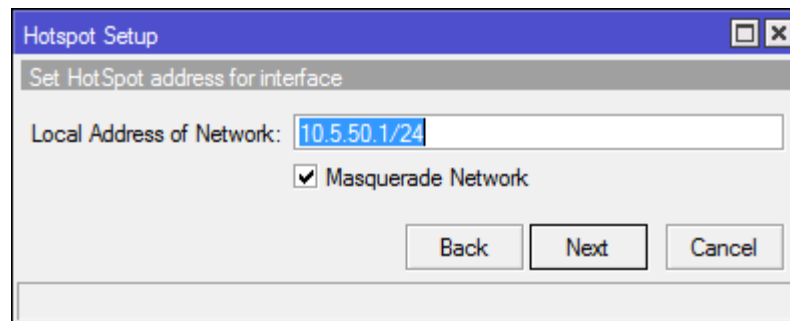 Hotspot Setup
Set HotSpot address for interface
Local Address of Network: 10.5.50.1/24
Masquerade Network
Back Next Cancel